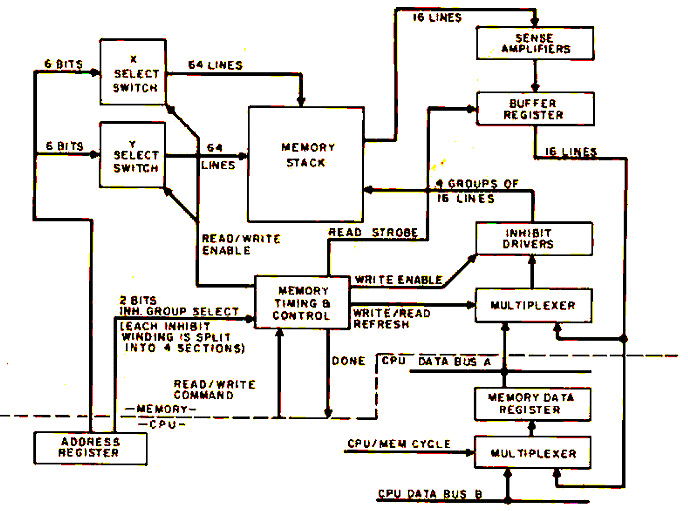 16 LINES
SENSE
AMPLIFIERS
X
SELECT
SWITCH
6 BITS
64 LINES
BUFFER
REGISTER
6 BITS
Y
SELECT
SWITCH
64
LINES
MEMORY
STACK
16 LINES
4 GROUPS OF
16 LINES
READ/WRITE
ENABLE
READ STROBE
INHIBIT
DRIVERS
MEMORY
TIMING &
CONTROL
WRITE ENABLE
MULTIPLEXER
2 BITS
INH. GROUP SELECT
(EACH INHIBIT
WINDING IS SPLIT
INTO 4 SECTIONS)
WRITE/READ
REFRESH
DONE
CPU DATA BUS A
READ/WRITE
COMMAND
MEMORY DATA
REGISTER
-MEMORY-
-CPU-
ADDRESS
REGISTER
CPU/MEM CYCLE
MULTIPLEXER
CPU DATA BUS B